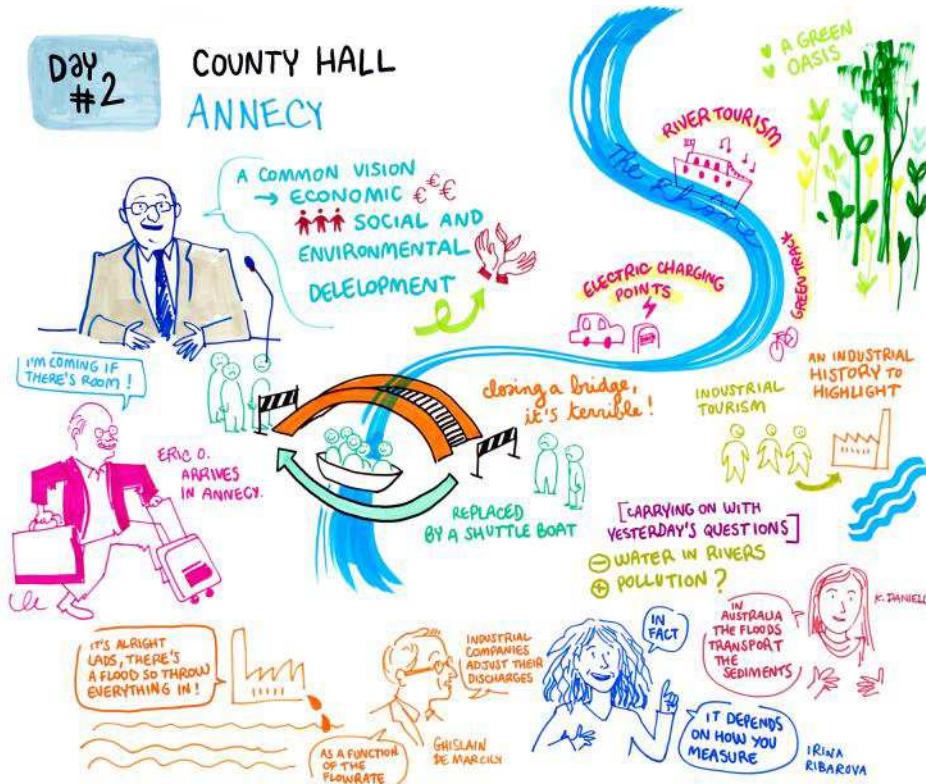 DAY
#2
COUNTY HALL
ANNECY
A COMMON VISION
→ ECONOMIC €€€
SOCIAL AND
ENVIRONMENTAL
DELELOPMENT
I'M COMING IF
THERE'S ROOM !
ERIC O.
ARRIVES
IN ANNECY.
A GREEN
OASIS
RIVER TOURISM
The Rhone
GREEN TRACK
ELECTRIC CHARGING
POINTS
closing a bridge,
it's terrible !
REPLACED
BY A SHUTTLE BOAT
INDUSTRIAL
TOURISM
AN INDUSTRIAL
HISTORY TO
HIGHLIGHT
[CARRYING ON WITH
YESTERDAY'S QUESTIONS]
- WATER IN RIVERS
+ POLLUTION ?
IT'S ALRIGHT
LADS, THERE'S
A FLOOD SO THROW
EVERYTHING IN !
INDUSTRIAL
COMPANIES
ADJUST THEIR
DISCHARGES
AS A FUNCTION
OF THE
FLOWRATE
GHISLAIN
DE MARCILY
IN
FACT
IT DEPENDS
ON HOW YOU
MEASURE
IRINA
RIBAROVA
IN
AUSTRALIA
THE FLOODS
TRANSPORT
THE
SEDIMENTS
K. DANIELL